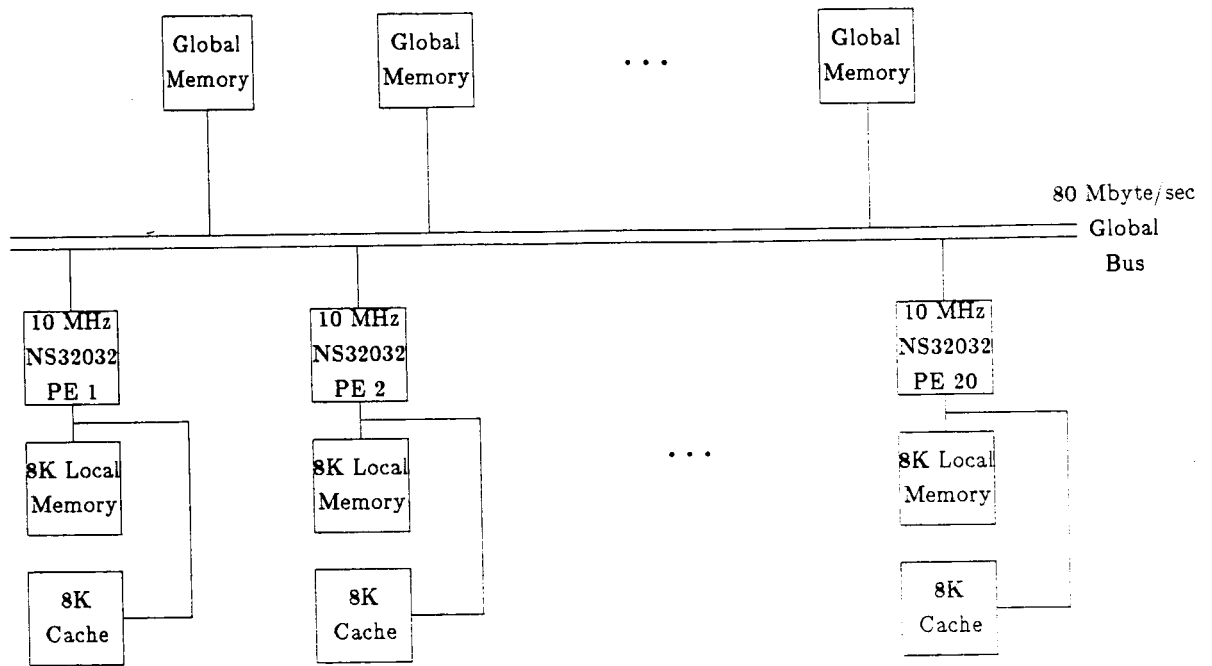 Global
Memory
Global
Memory
. . .
Global
Memory
80 Mbyte/sec
Global
Bus
10 MHz
NS32032
PE 1
10 MHz
NS32032
PE 2
10 MHz
NS32032
PE 20
8K Local
Memory
8K Local
Memory
. . .
8K Local
Memory
8K
Cache
8K
Cache
8K
Cache